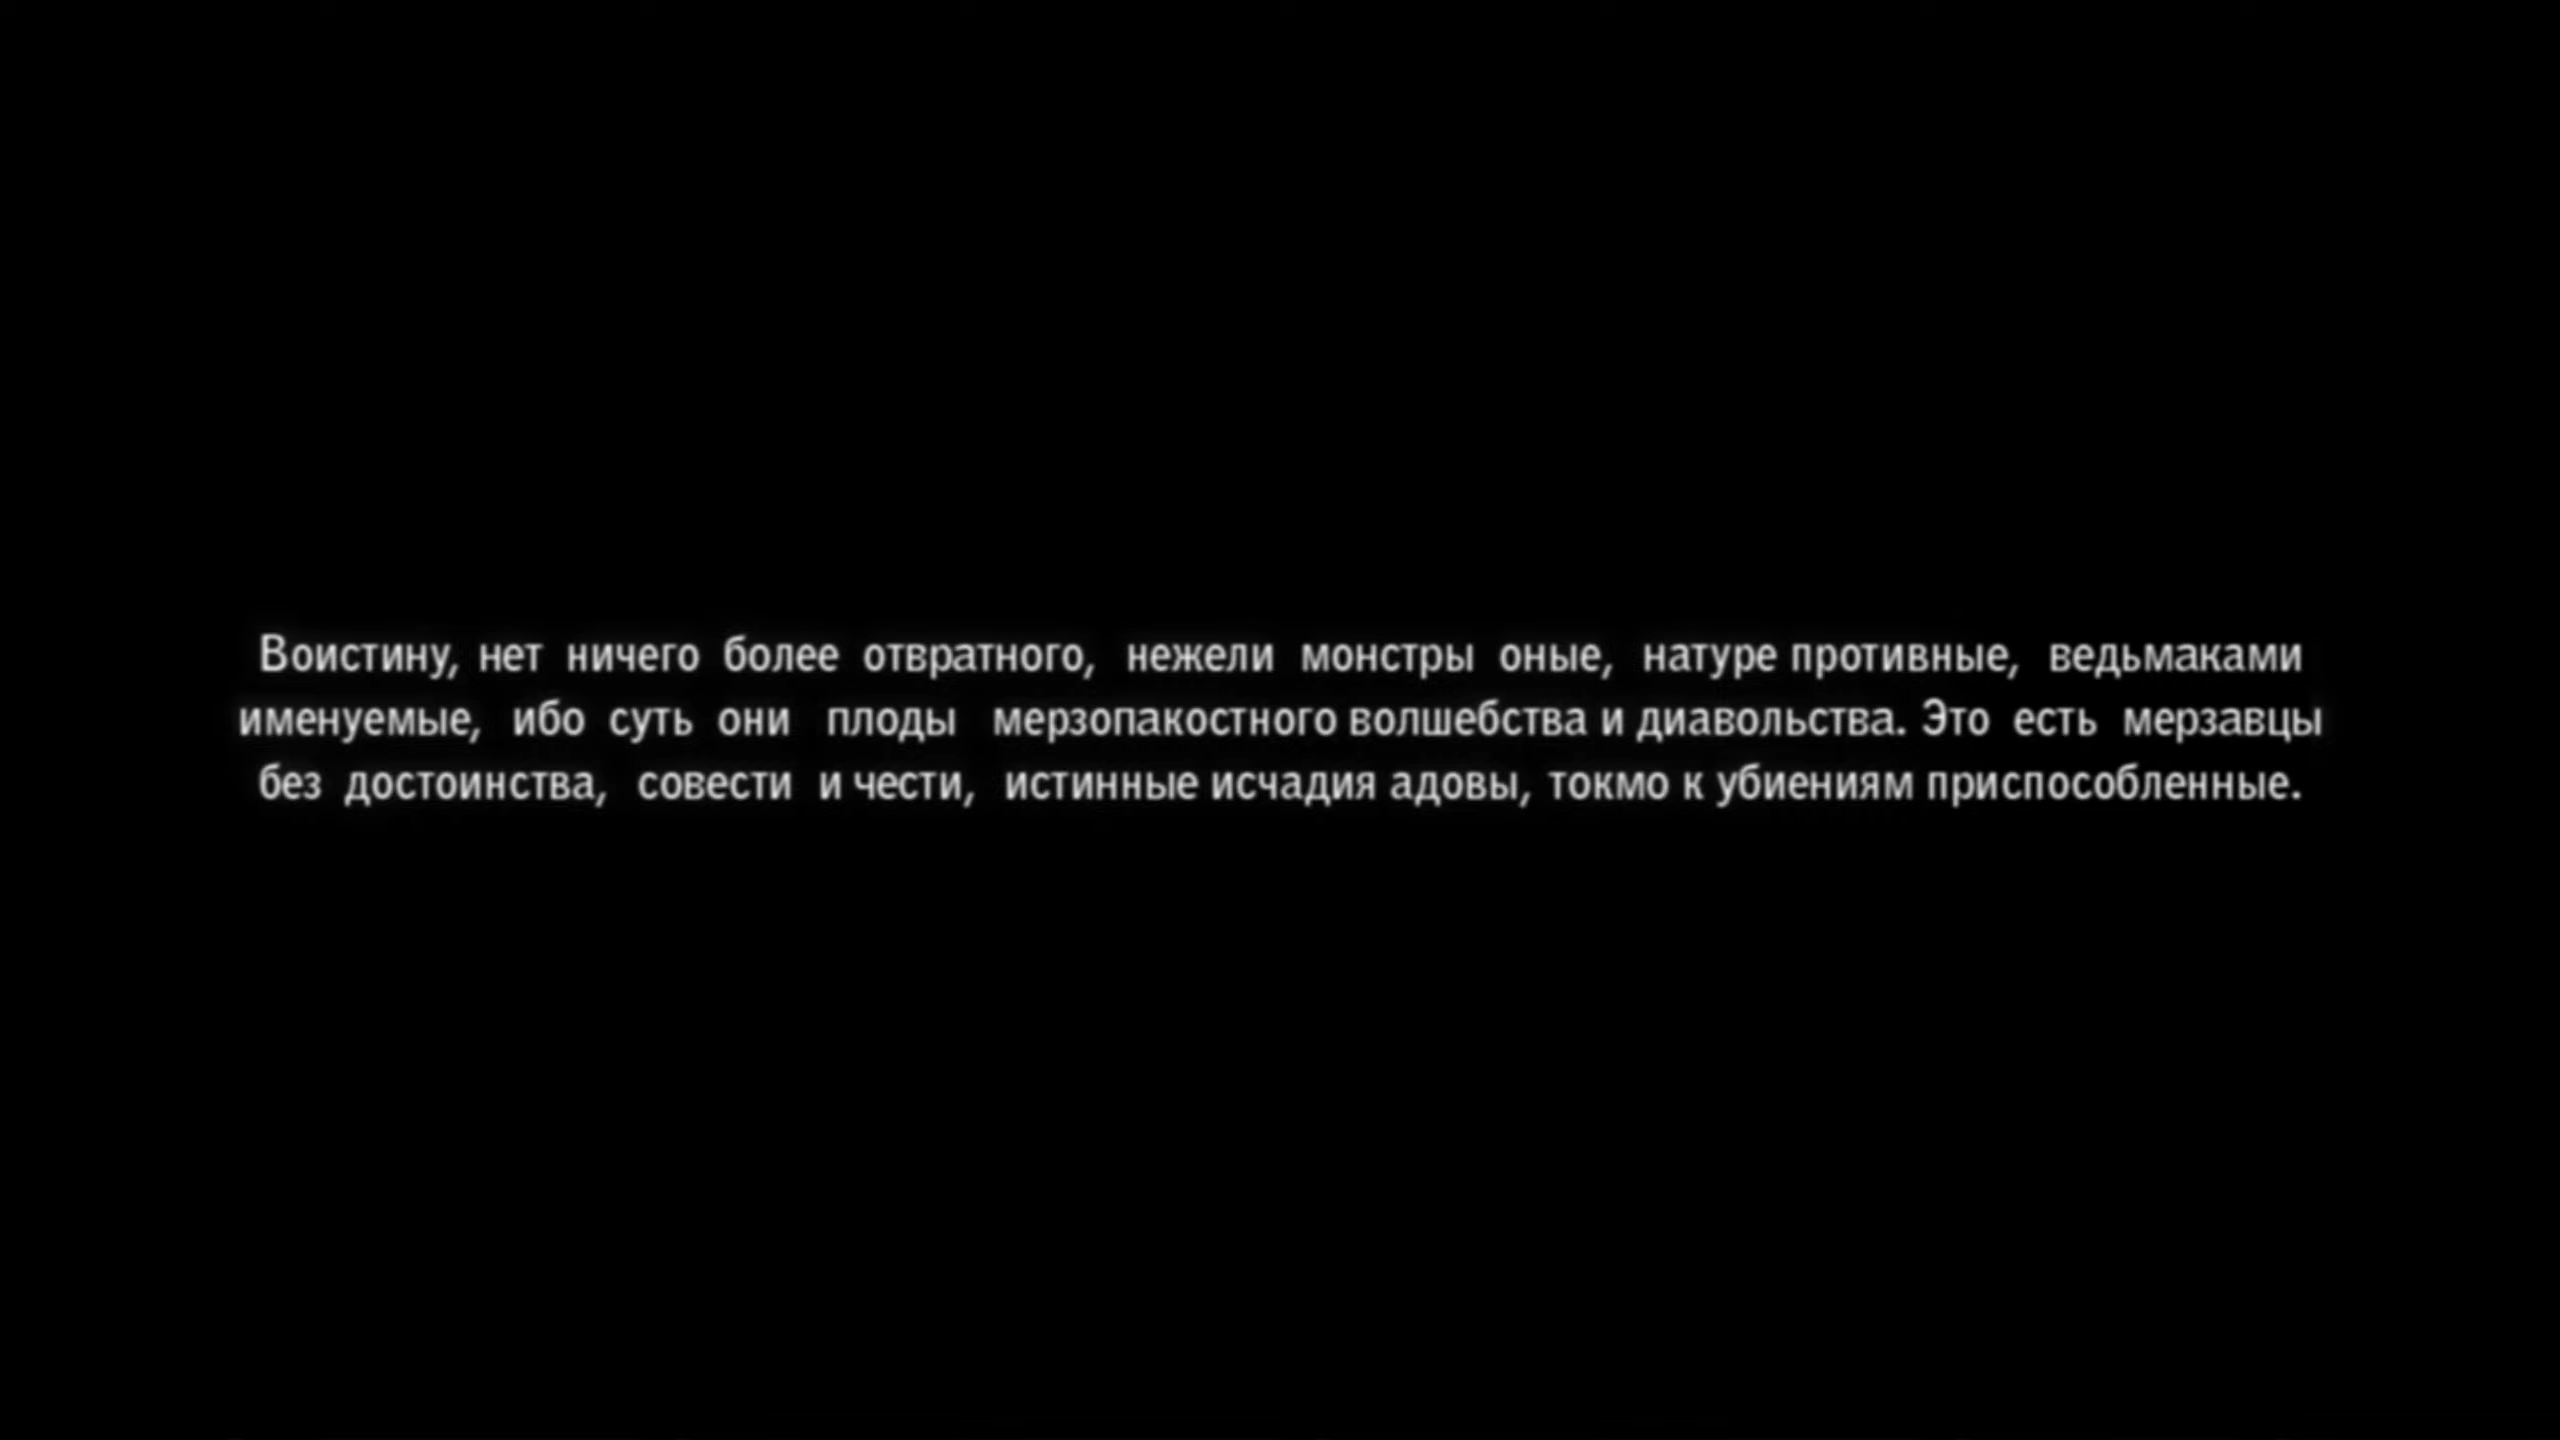 Воистину, нет ничего более отвратного, нежели монстры оные, натуре противные, ведьмаками
именуемые, ибо суть они плоды мерзопакостного волшебства и диавольства. Это есть мерзавцы
без достоинства, совести и чести, истинные исчадия адовы, токмо к убиениям приспособленные.